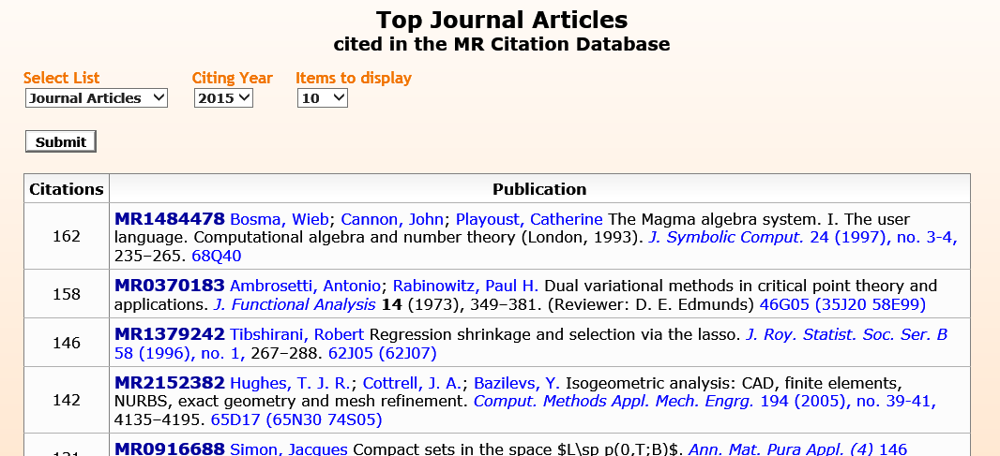 Top Journal Articles
cited in the MR Citation Database
Select List Citing Year Items to display
Journal Articles 2015 10
Submit
Citations Publication
MR1484478 Bosma, Wieb; Cannon, John; Playoust, Catherine The Magma algebra system. I. The user
162 language. Computational algebra and number theory (London, 1993). J. Symbolic Comput. 24 (1997), no. 3-4,
235–265. 68Q40
158 MR0370183 Ambrosetti, Antonio; Rabinowitz, Paul H. Dual variational methods in critical point theory and
applications. J. Functional Analysis 14 (1973), 349–381. (Reviewer: D. E. Edmunds) 46G05 (35J20 58E99)
146 MR1379242 Tibshirani, Robert Regression shrinkage and selection via the lasso. J. Roy. Statist. Soc. Ser. B
58 (1996), no. 1, 267–288. 62J05 (62J07)
MR2152382 Hughes, T. J. R.; Cottrell, J. A.; Bazilevs, Y. Isogeometric analysis: CAD, finite elements,
142 NURBS, exact geometry and mesh refinement. Comput. Methods Appl. Mech. Engrg. 194 (2005), no. 39-41,
4135–4195. 65D17 (65N30 74S05)
MR0916688 Simon, Jacques Compact sets in the space $L\sp p(0,T;B)$. Ann. Mat. Pura Appl. (4) 146